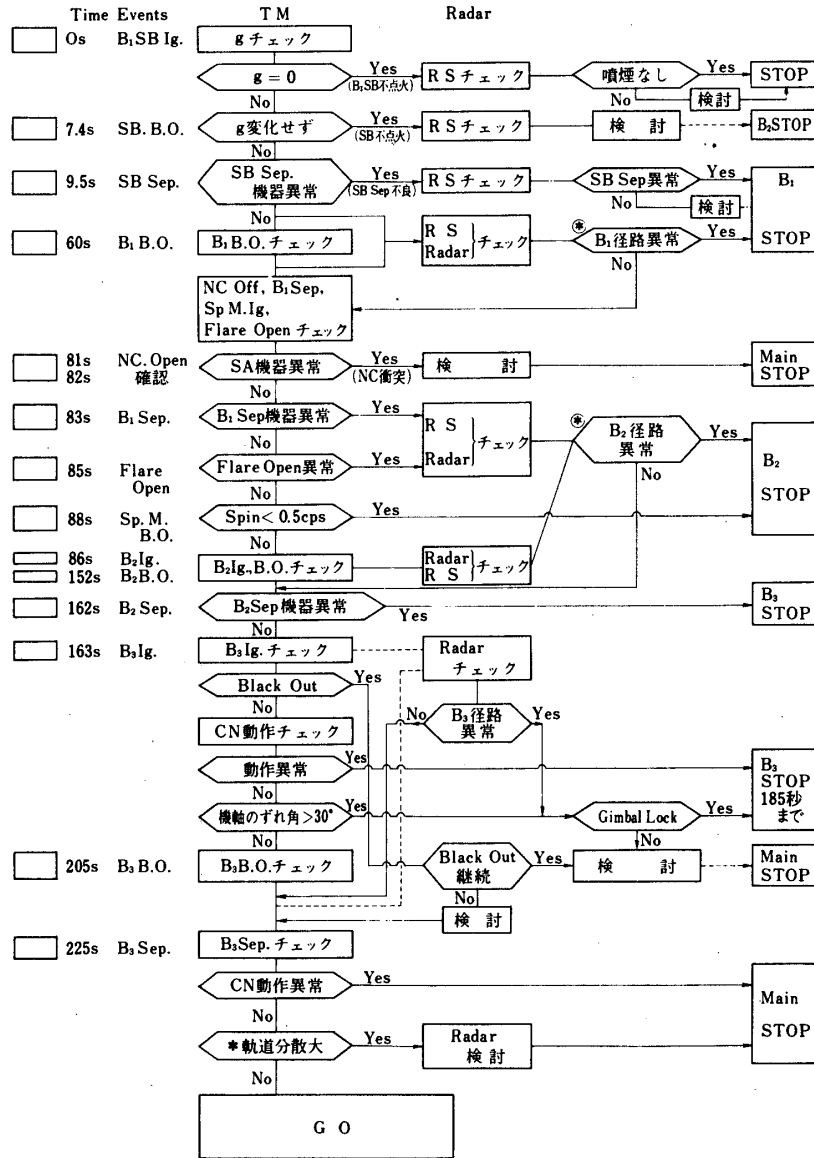 Time Events TM Radar
0s B₁SB Ig. gチェック
g=0 Yes (B₁SB不点火) RSチェック 噴煙なし Yes STOP
No No 検討
7.4s SB. B.O. g変化せず Yes (SB不点火) RSチェック 検討 B₂STOP
No
9.5s SB Sep. SB Sep. 機器異常 Yes (SB Sep不良) RSチェック SB Sep異常 Yes B₁
No No 検討
60s B₁ B.O. B₁B.O.チェック RS Radar}チェック ⊛ B₁径路異常 Yes STOP
No
NC Off, B₁Sep,
Sp M.Ig,
Flare Open チェック
81s NC. Open SA機器異常 Yes 検討 Main
82s 確認 (NC衝突) STOP
No
83s B₁ Sep. B₁Sep機器異常 Yes RS Radar}チェック ⊛ B₂径路異常 Yes B₂
No No
85s Flare Open Flare Open異常 Yes STOP
No
88s Sp. M. B.O. Spin<0.5cps Yes
No
86s B₂Ig. B₂Ig., B.O.チェック Radar RS}チェック
152s B₂B.O.
162s B₂ Sep. B₂Sep機器異常 Yes B₃ STOP
No
163s B₃Ig. B₃Ig.チェック Radar チェック
Black Out Yes
No No B₃径路異常 Yes
CN動作チェック
動作異常 Yes B₃ STOP 185秒まで
No
機軸のずれ角>30° Yes Gimbal Lock Yes
No No
205s B₃ B.O. B₃B.O.チェック Black Out 継続 Yes 検討 Main STOP
No
検討
225s B₃ Sep. B₃Sep.チェック
CN動作異常 Yes Main
No STOP
*軌道分散大 Yes Radar 検討
No
GO